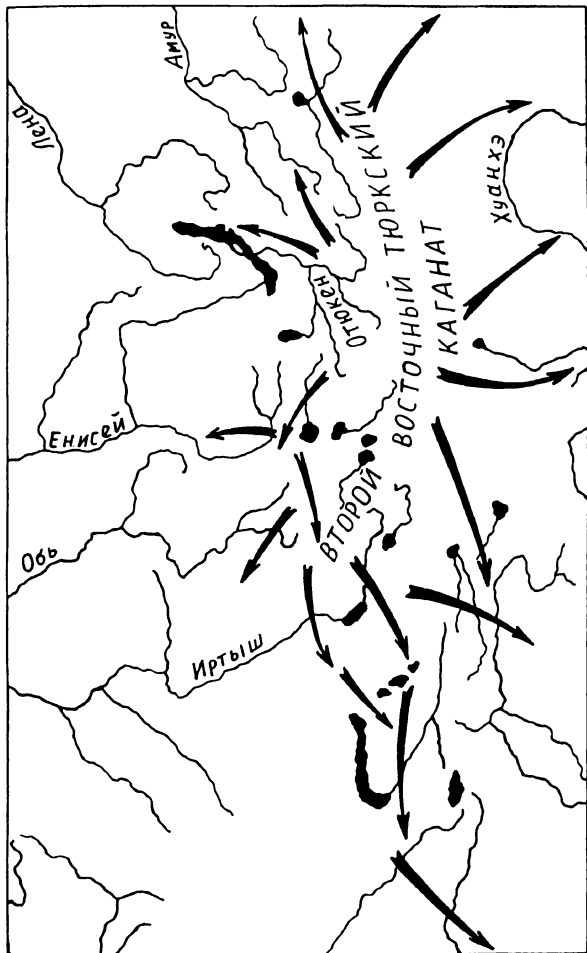 Лена
Амур
Хуанхэ
Отюкен
ВТОРОЙ ВОСТОЧНЫЙ ТЮРКСКИЙ
КАГАНАТ
Енисей
Обь
Иртыш